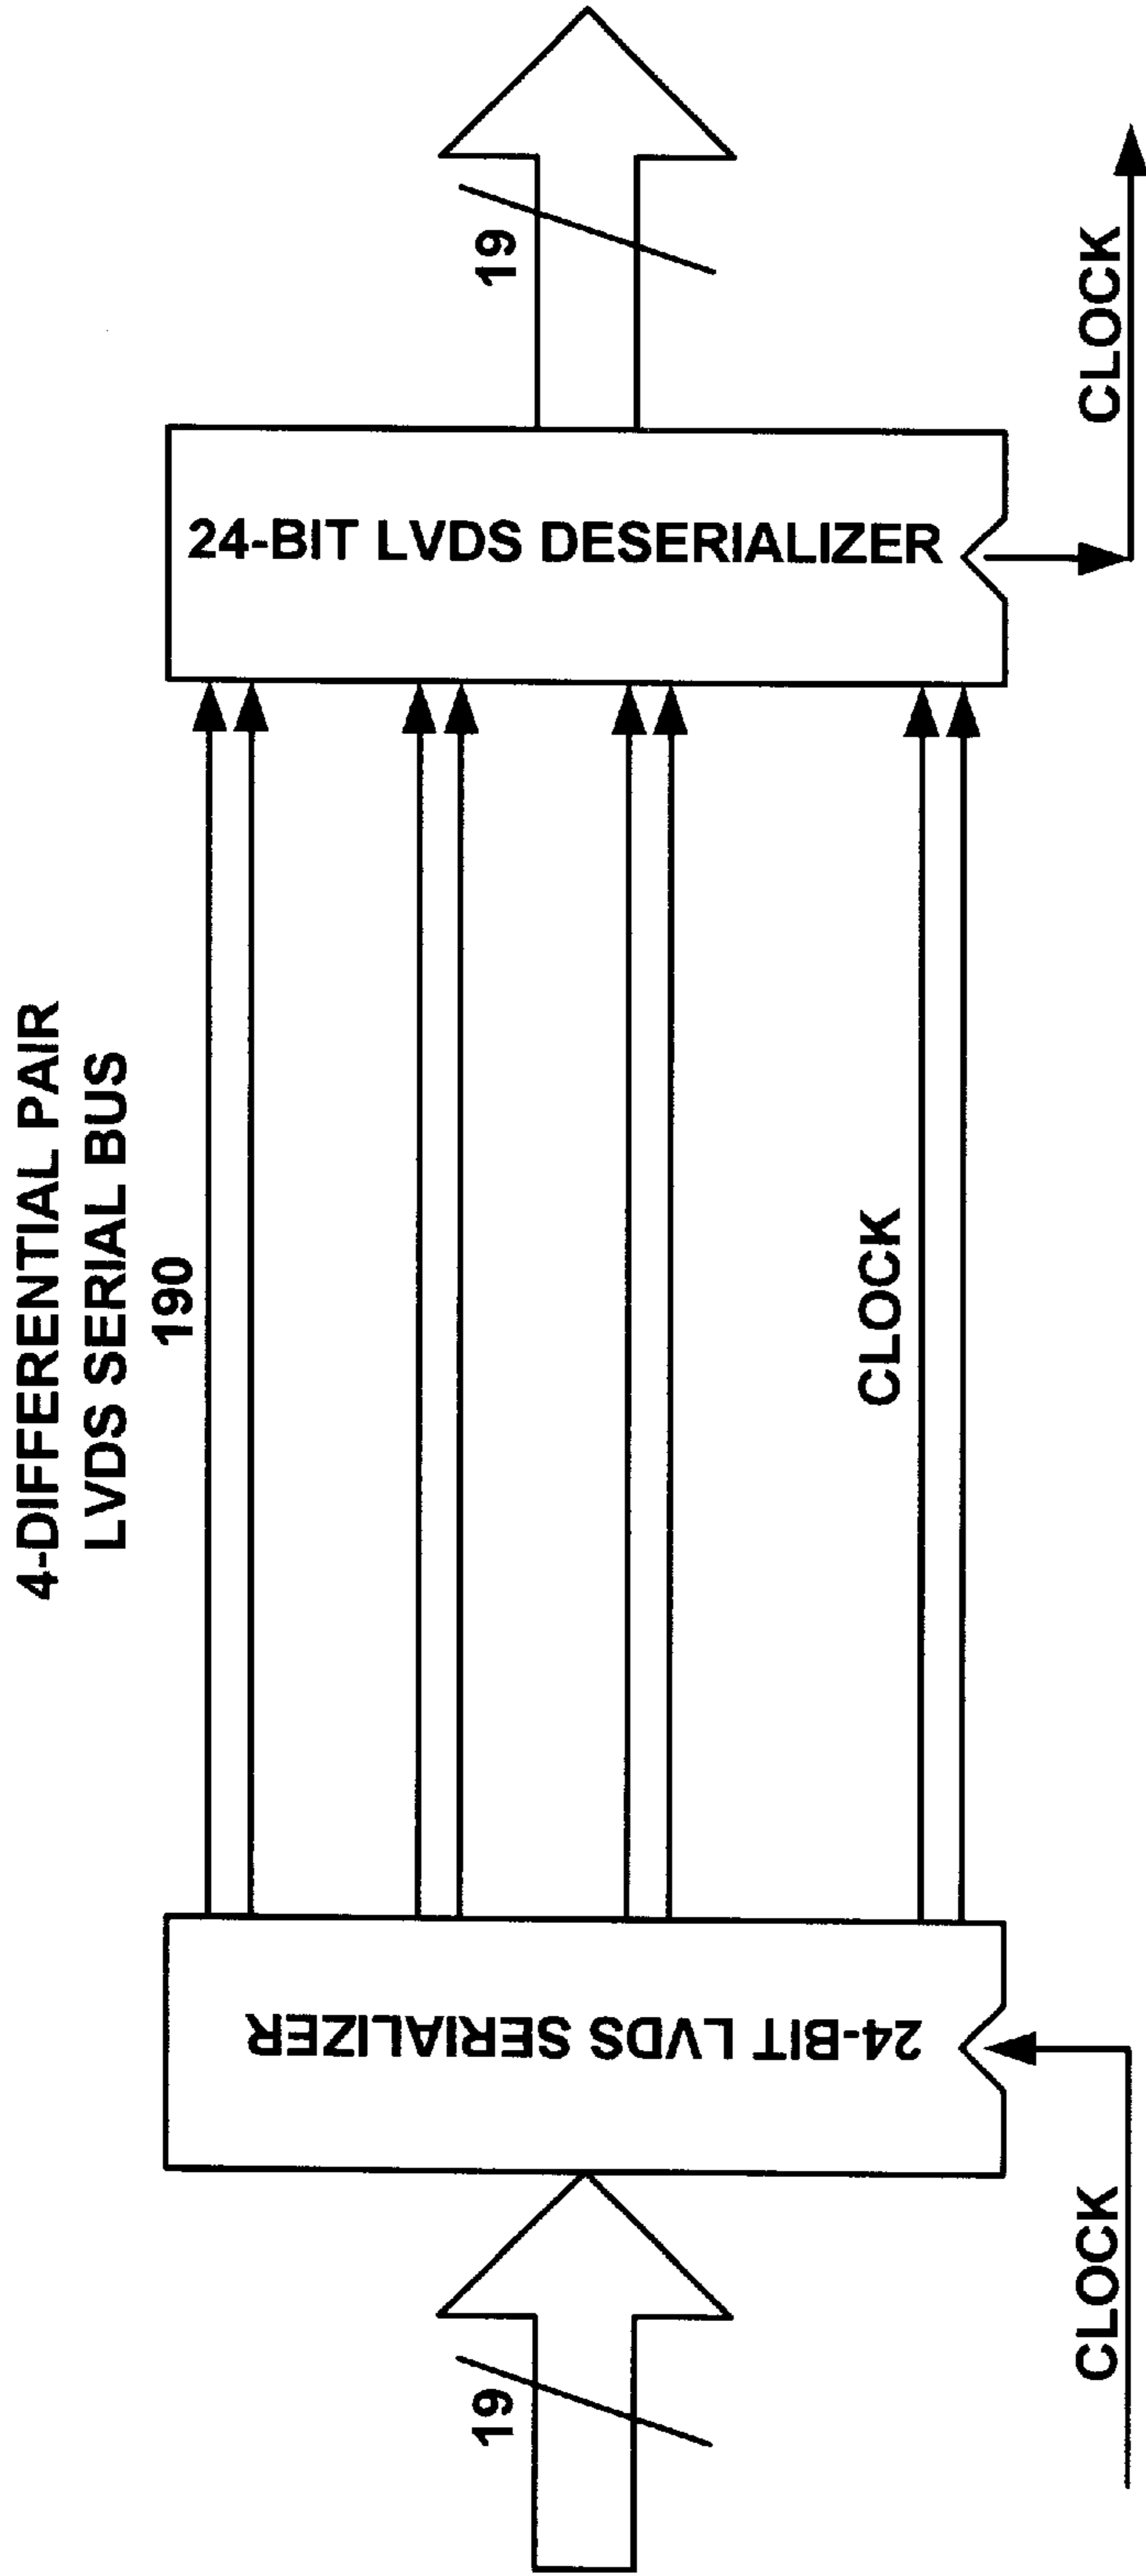 4-DIFFERENTIAL PAIR
LVDS SERIAL BUS
190
19
24-BIT LVDS SERIALIZER
CLOCK
CLOCK
24-BIT LVDS DESERIALIZER
19
CLOCK